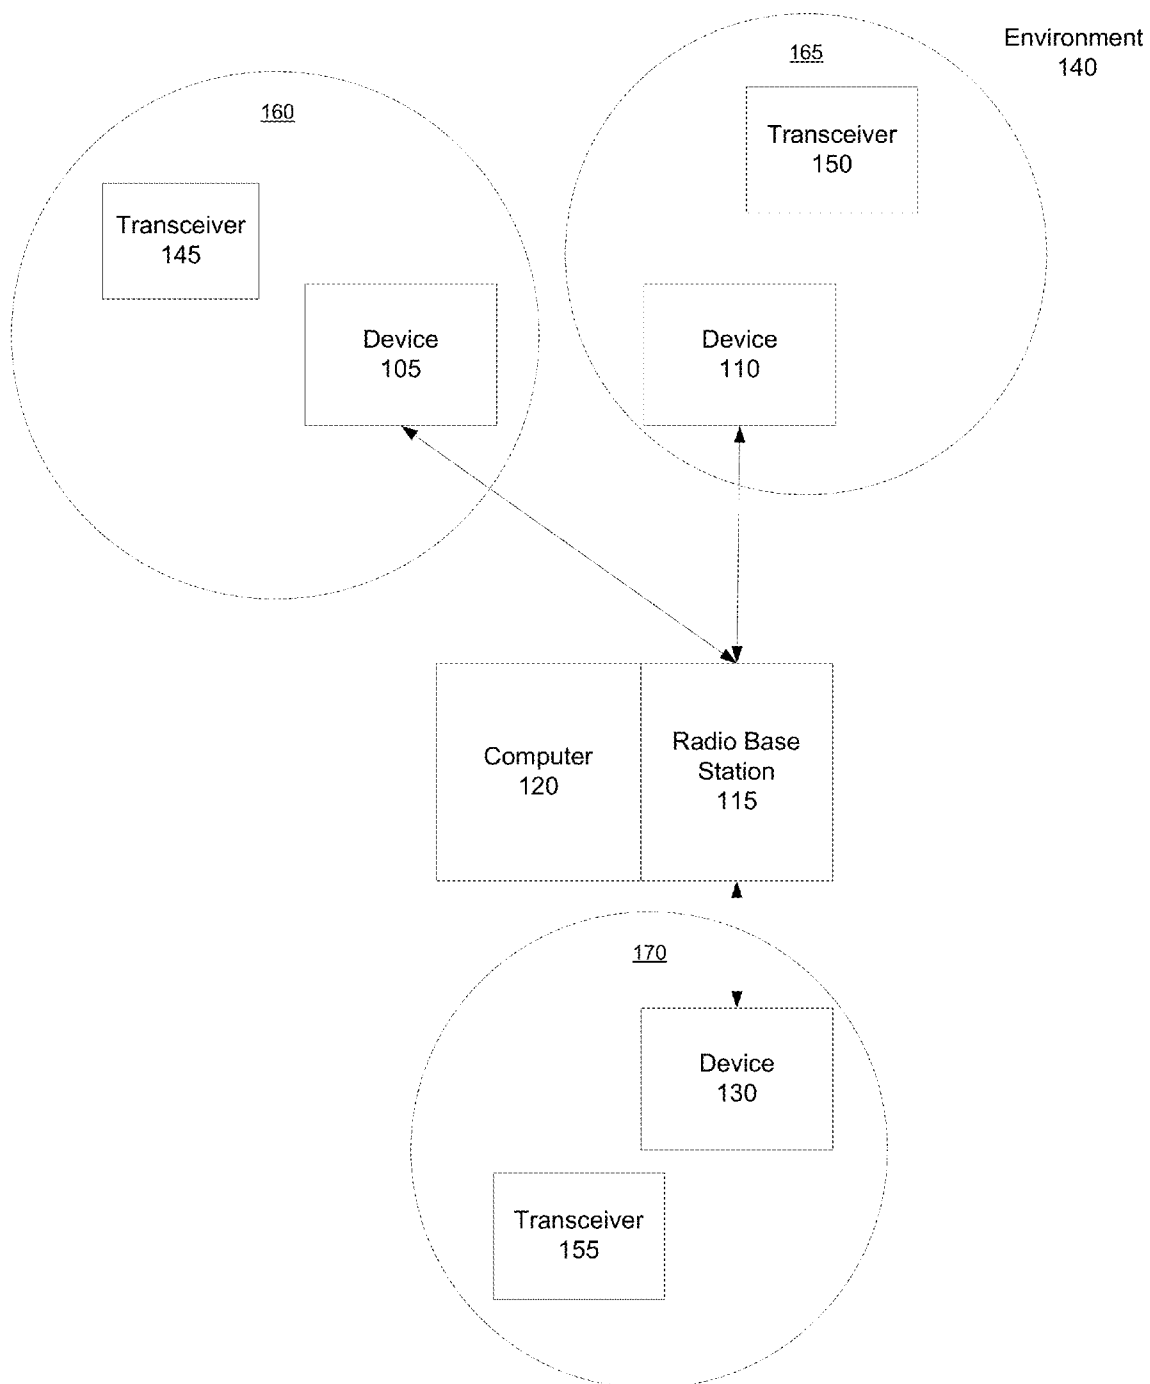 Environment
140
165
160
Transceiver
150
Transceiver
145
Device
105
Device
110
Computer
120
Radio Base
Station
115
170
Device
130
Transceiver
155